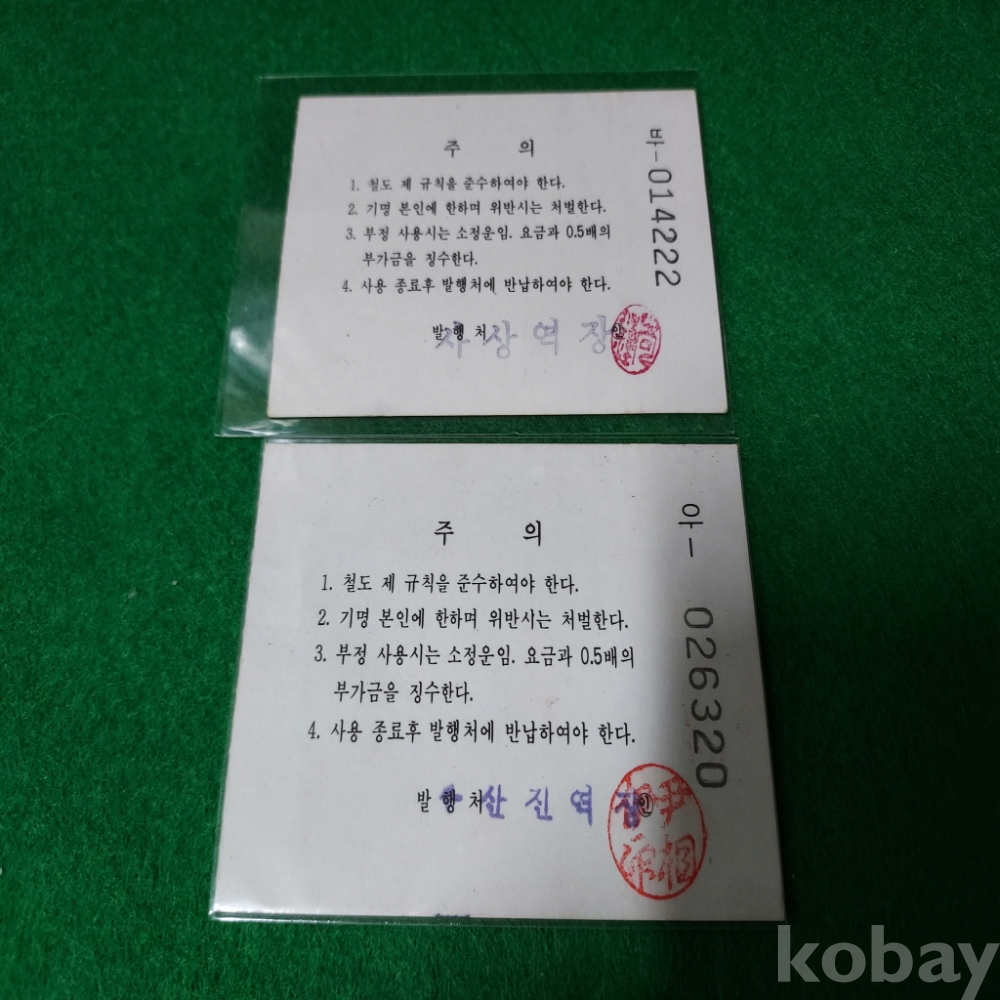 주 의
1. 철도 제 규칙을 준수하여야 한다.
2. 기명 본인에 한하며 위반시는 처벌한다.
3. 부정 사용시는 소정운임. 요금과 0.5배의
부가금을 징수한다.
4. 사용 종료후 발행처에 반납하여야 한다.
발행처 사상역장 인
바-014222
주 의
1. 철도 제 규칙을 준수하여야 한다.
2. 기명 본인에 한하며 위반시는 처벌한다.
3. 부정 사용시는 소정운임. 요금과 0.5배의
부가금을 징수한다.
4. 사용 종료후 발행처에 반납하여야 한다.
발행처 부산진역장 인
아- 026320
kobay